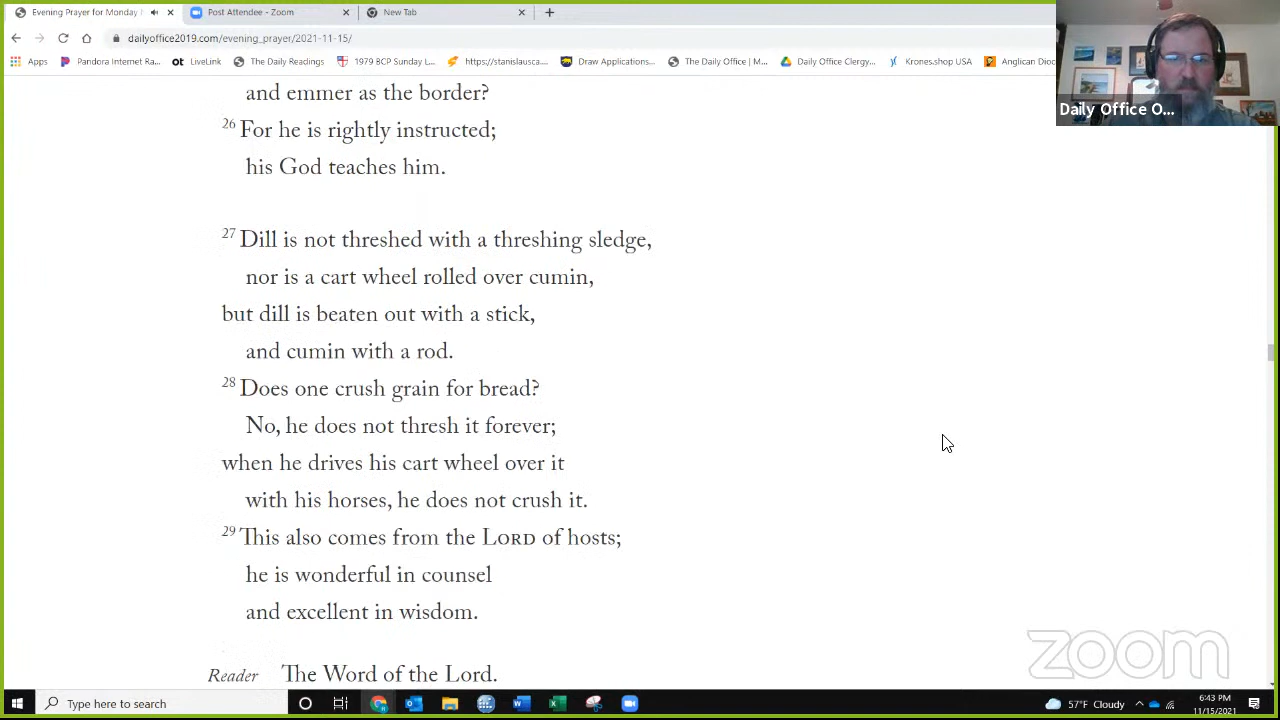 Evening Prayer for Monday
Post Attendee - Zoom
New Tab
dailyoffice2019.com/evening_prayer/2021-11-15/
Apps
Pandora Internet Ra...
LiveLink
The Daily Readings
1979 BCP Sunday L...
https://stanislausca...
Draw Applications...
The Daily Office | M...
Daily Office Clergy...
Krones.shop USA
Anglican Dioc
Daily Office O...
and emmer as the border?
26 For he is rightly instructed;
his God teaches him.
27 Dill is not threshed with a threshing sledge,
nor is a cart wheel rolled over cumin,
but dill is beaten out with a stick,
and cumin with a rod.
28 Does one crush grain for bread?
No, he does not thresh it forever;
when he drives his cart wheel over it
with his horses, he does not crush it.
29 This also comes from the LORD of hosts;
he is wonderful in counsel
and excellent in wisdom.
Reader The Word of the Lord.
zoom
Type here to search
57°F Cloudy
6:43 PM
11/15/2021